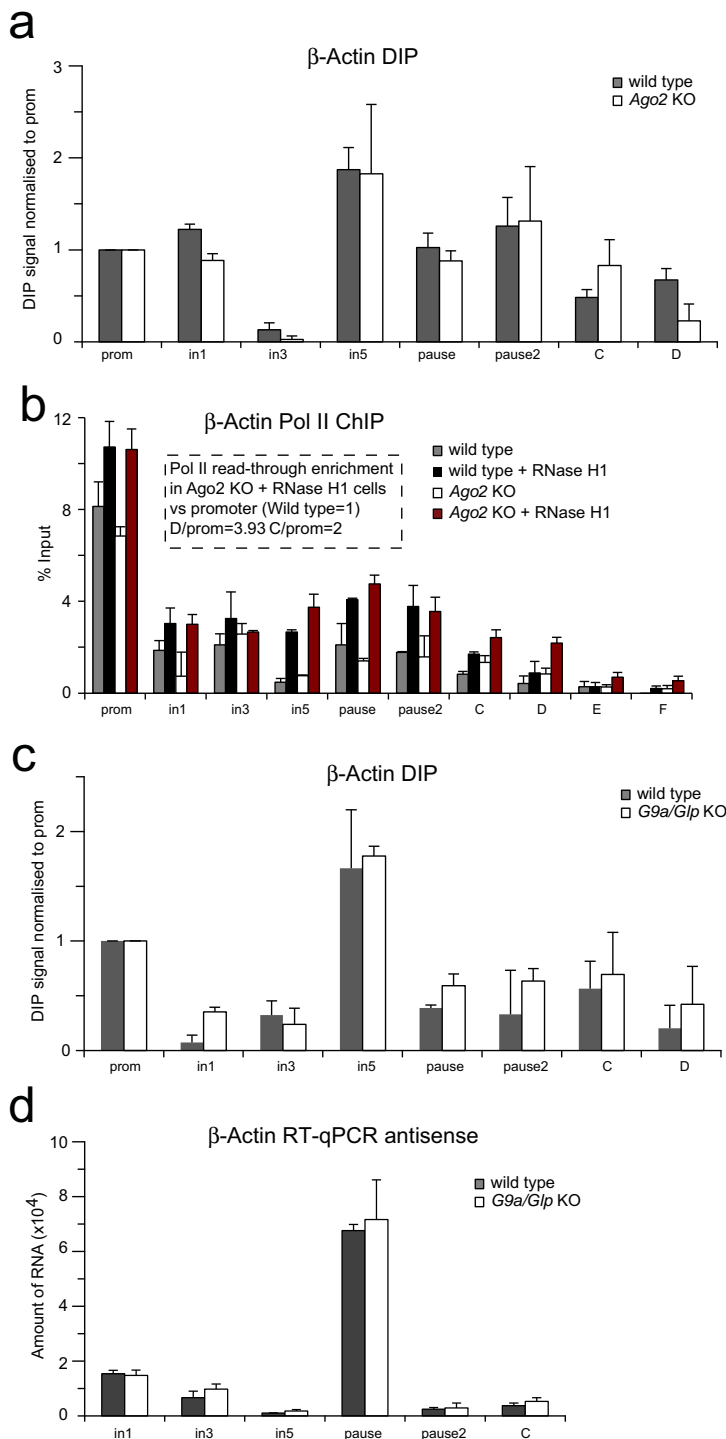 a
β-Actin DIP
DIP signal normalised to prom
3
2
1
0
wild type
Ago2 KO
prom in1 in3 in5 pause pause2 C D
b
β-Actin Pol II ChIP
% Input
12
8
4
0
Pol II read-through enrichment
in Ago2 KO + RNase H1 cells
vs promoter (Wild type=1)
D/prom=3.93 C/prom=2
wild type
wild type + RNase H1
Ago2 KO
Ago2 KO + RNase H1
prom in1 in3 in5 pause pause2 C D E F
c
β-Actin DIP
DIP signal normalised to prom
2
1
0
wild type
G9a/Glp KO
prom in1 in3 in5 pause pause2 C D
d
β-Actin RT-qPCR antisense
Amount of RNA (x10⁴)
10
8
6
4
2
0
wild type
G9a/Glp KO
in1 in3 in5 pause pause2 C